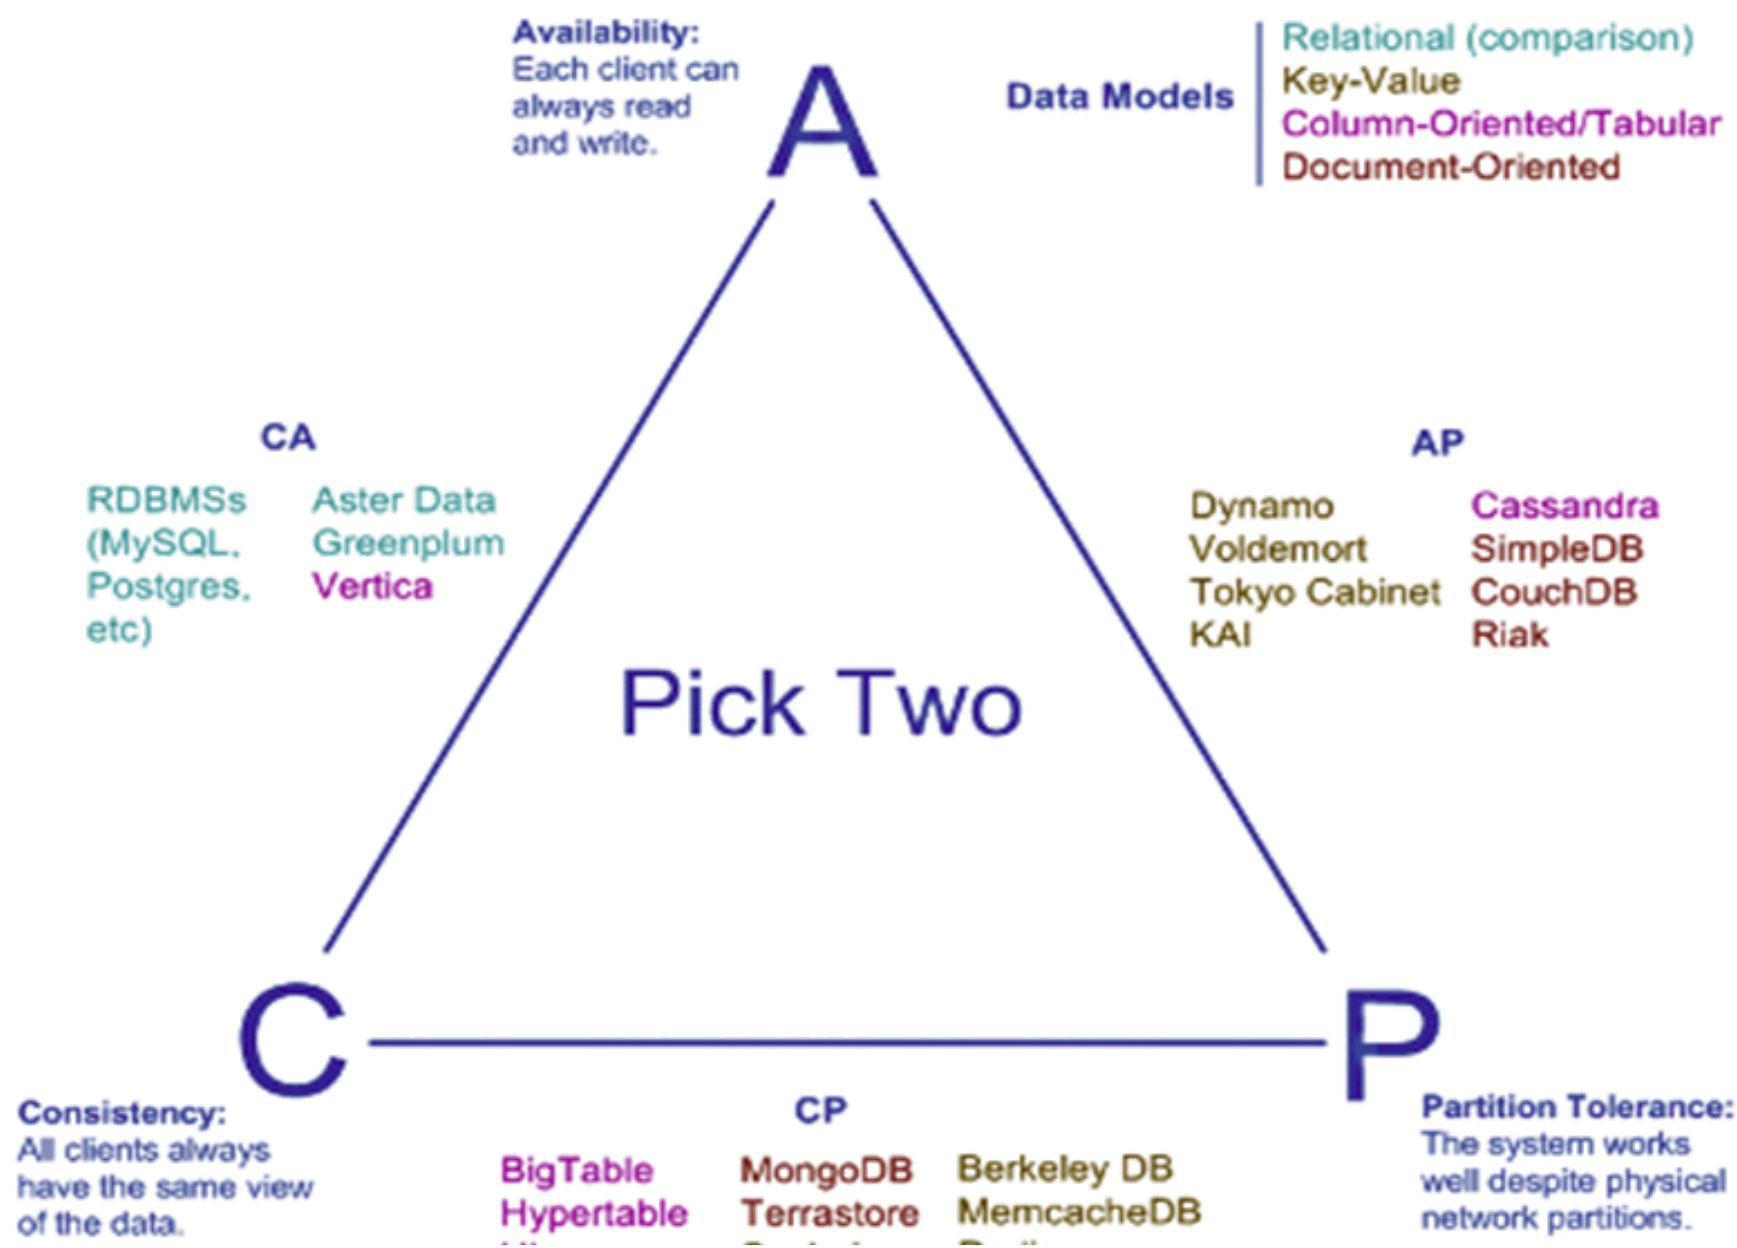 Availability:
Each client can
always read
and write.
A
Data Models
Relational (comparison)
Key-Value
Column-Oriented/Tabular
Document-Oriented
CA
RDBMSs
(MySQL,
Postgres,
etc)
Aster Data
Greenplum
Vertica
AP
Dynamo
Voldemort
Tokyo Cabinet
KAI
Cassandra
SimpleDB
CouchDB
Riak
Pick Two
C
P
Consistency:
All clients always
have the same view
of the data.
CP
BigTable
Hypertable
MongoDB
Terrastore
Berkeley DB
MemcacheDB
Partition Tolerance:
The system works
well despite physical
network partitions.